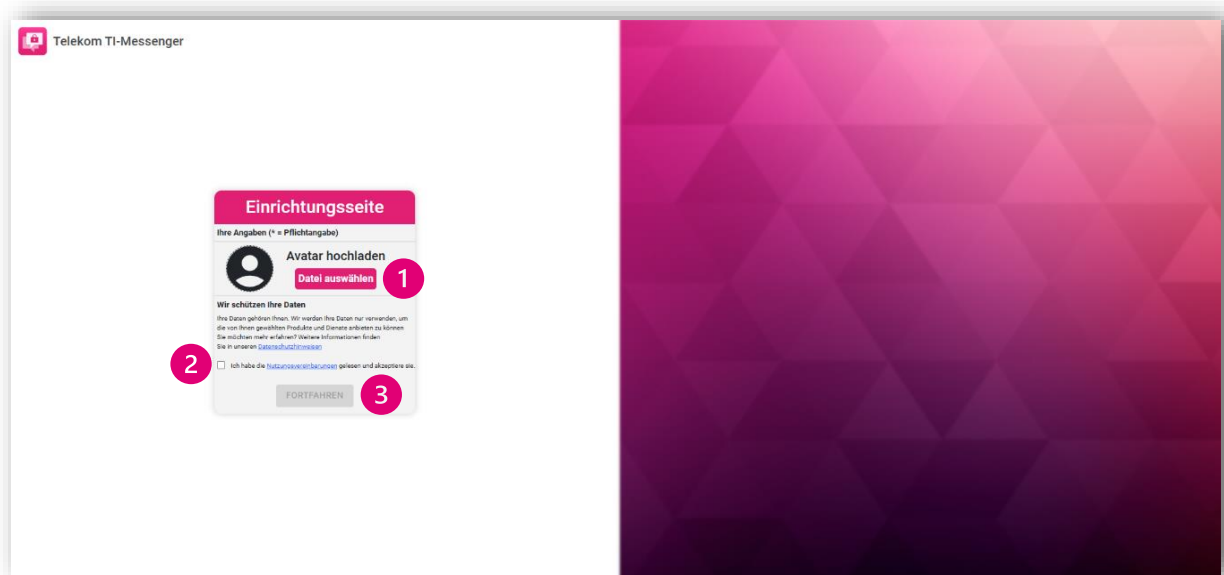 Telekom TI-Messenger
Einrichtungsseite
Ihre Angaben (* = Pflichtangabe)
Avatar hochladen
Datei auswählen
1
Wir schützen Ihre Daten
Ihre Daten gehören Ihnen. Wir werden Ihre Daten nur verwenden, um
die von Ihnen gewählten Produkte und Dienste anbieten zu können
Sie möchten mehr erfahren? Weitere Informationen finden
Sie in unseren Datenschutzhinweisen
2
Ich habe die Nutzungsvereinbarungen gelesen und akzeptiere sie.
FORTFAHREN
3